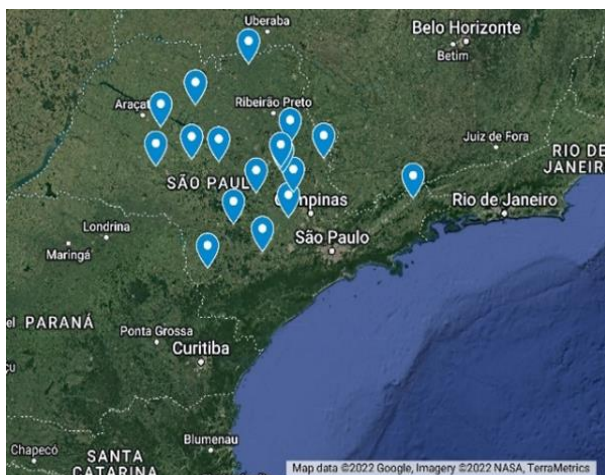 Uberaba
Belo Horizonte
Betim
Araçat
Ribeirão Preto
Juiz de Fora
RIO DE
JANEIR
SÃO PAUL
mpinas
Rio de Janeiro
Londrina
São Paulo
Maringá
PARANÁ
Ponta Grossa
Curitiba
Blumenau
Chapecó
SANTA
CATARINA
Map data ©2022 Google, Imagery ©2022 NASA, TerraMetrics